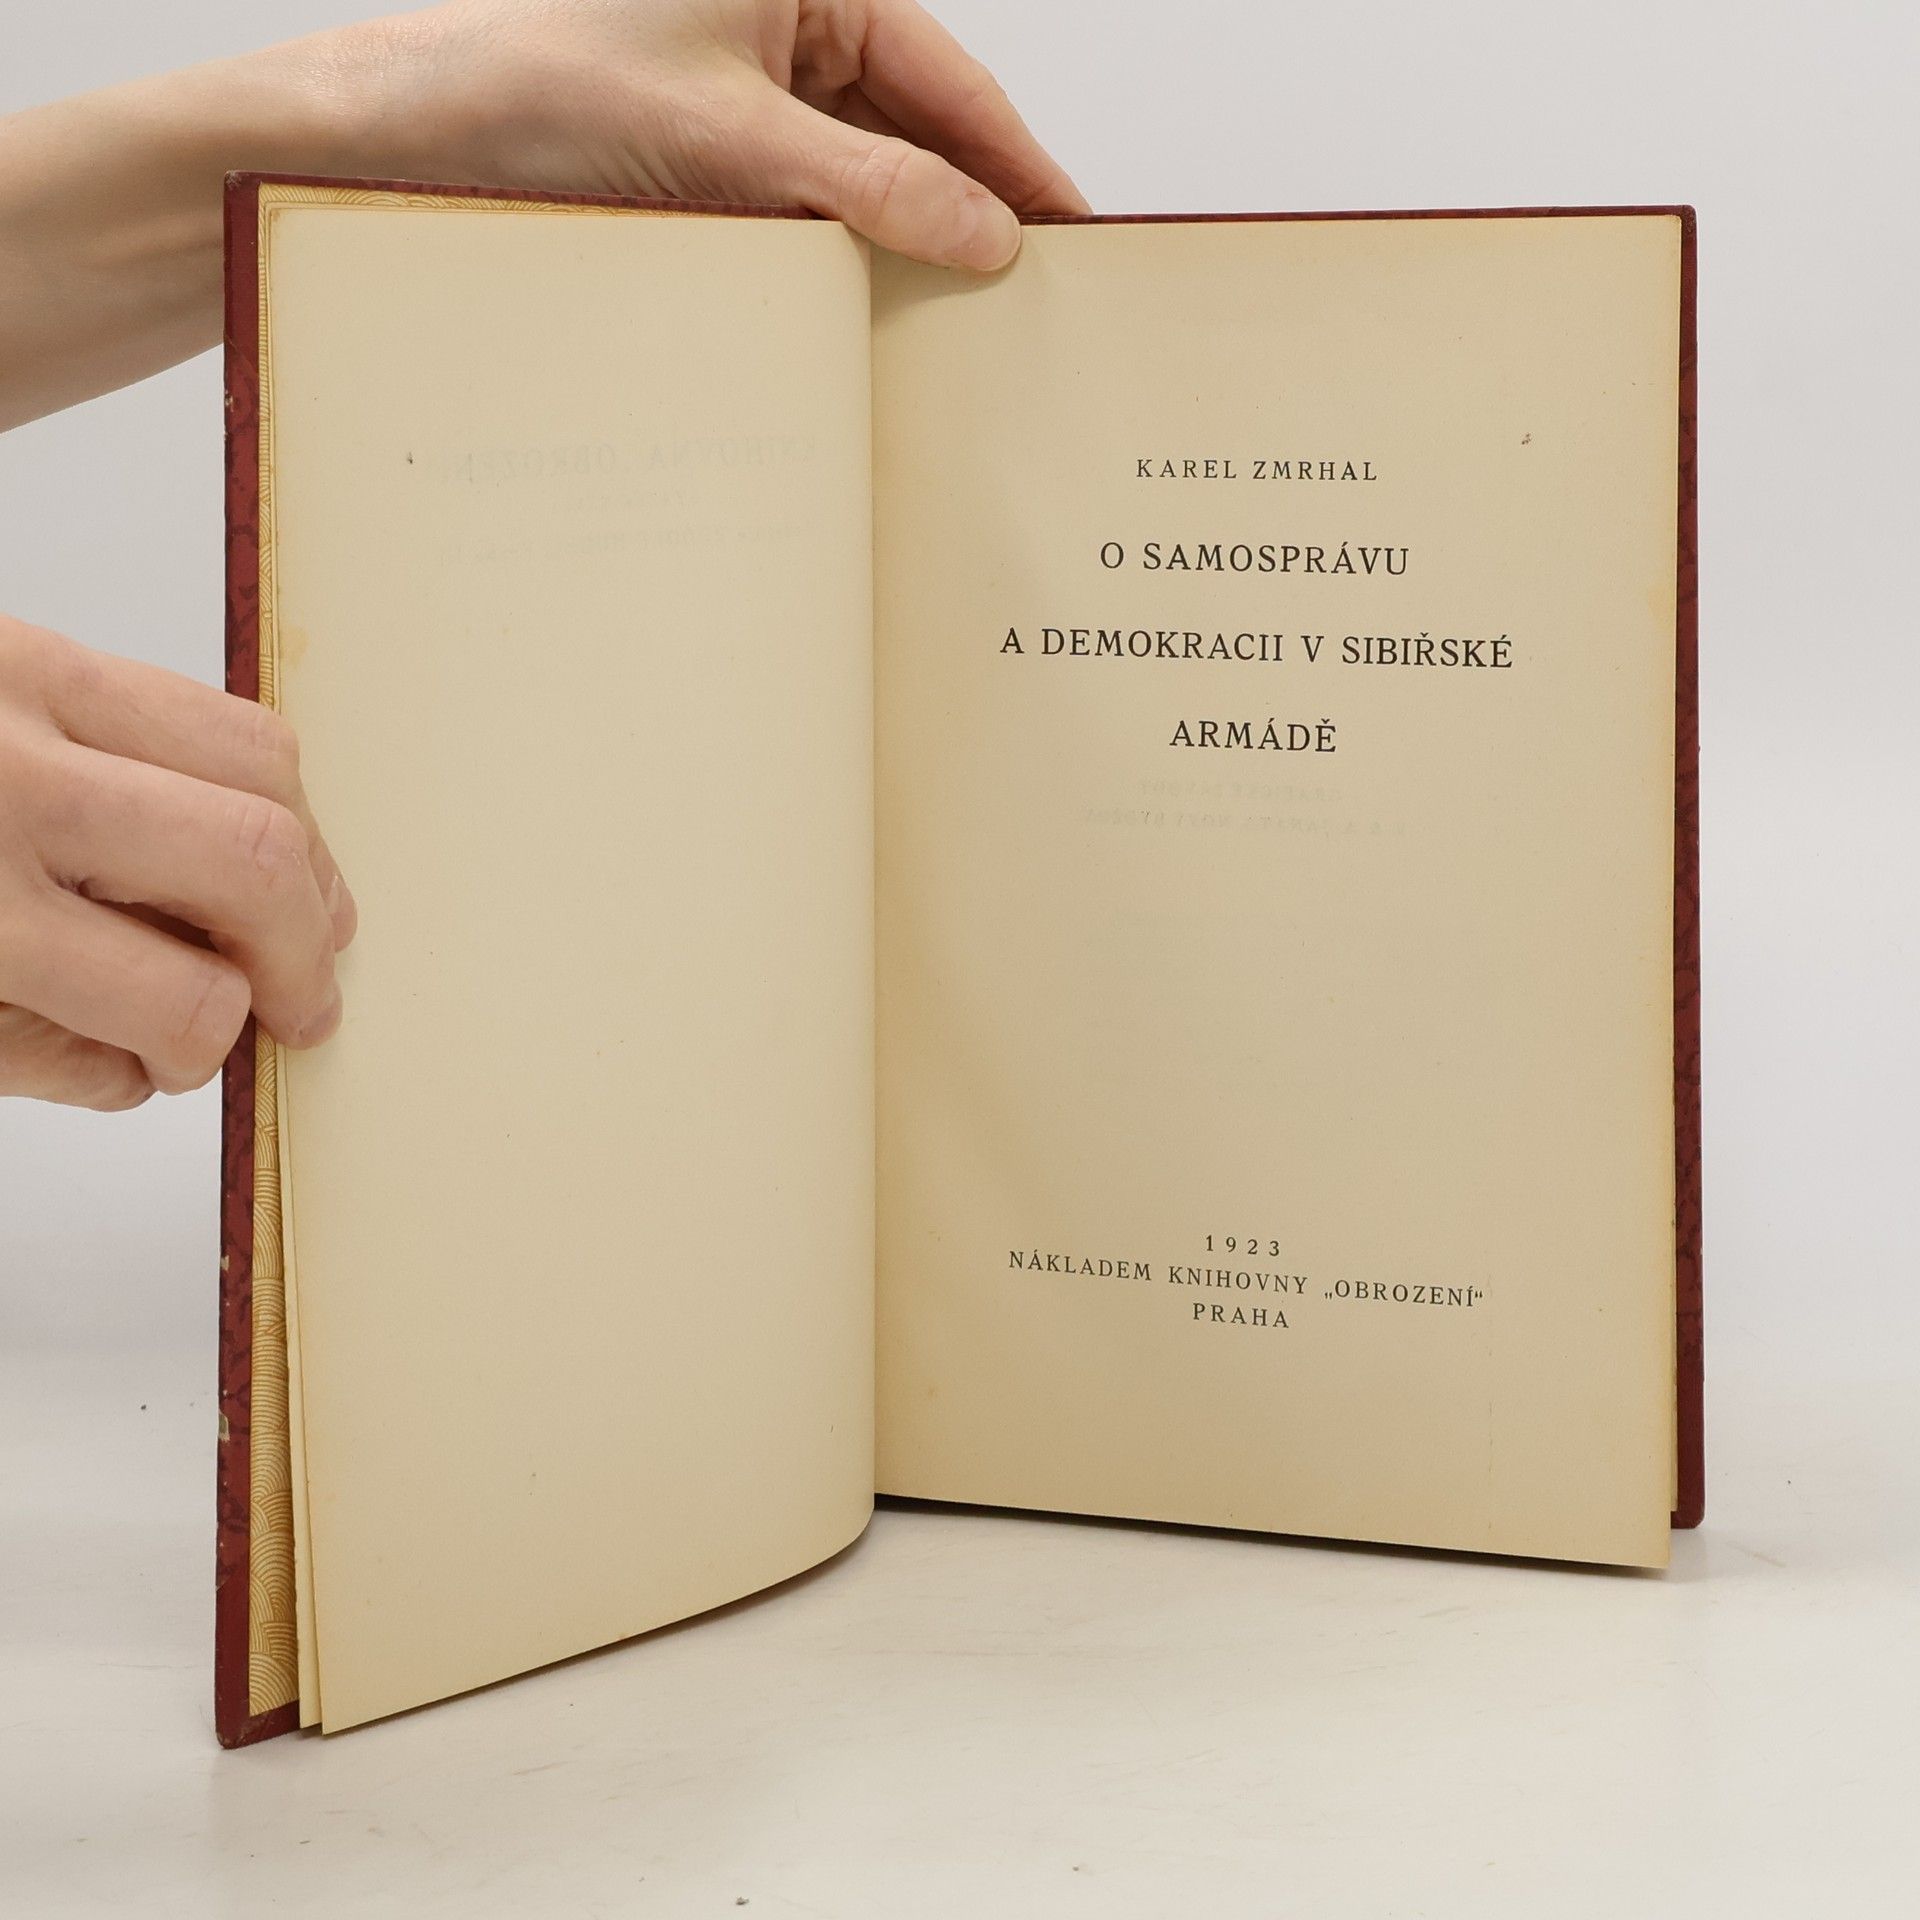 KAREL ZMRHAL
O SAMOSPRÁVU
A DEMOKRACII V SIBIŘSKÉ
ARMÁDĚ
1923
NÁKLADEM KNIHOVNY „OBROZENÍ“
PRAHA